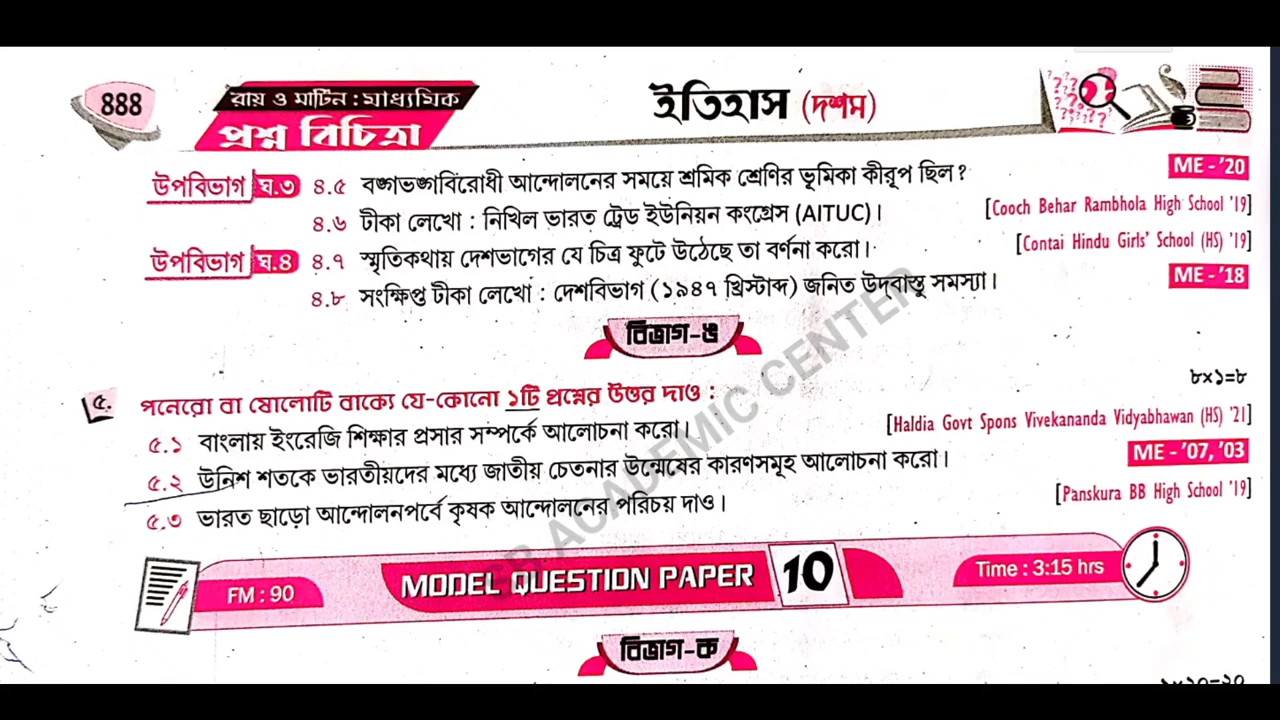 888
রায় ও মার্টিন : মাধ্যমিক
প্রশ্ন বিচিত্রা
ইতিহাস (দশম)
উপবিভাগ ঘ.৩ ৪.৫ বঙ্গভঙ্গবিরোধী আন্দোলনের সময়ে শ্রমিক শ্রেণির ভূমিকা কীরূপ ছিল? ME - '20
৪.৬ টীকা লেখো : নিখিল ভারত ট্রেড ইউনিয়ন কংগ্রেস (AITUC)। [Cooch Behar Rambhola High School '19]
উপবিভাগ ঘ.৪ ৪.৭ স্মৃতিকথায় দেশভাগের যে চিত্র ফুটে উঠেছে তা বর্ণনা করো। [Contai Hindu Girls' School (HS) '19]
৪.৮ সংক্ষিপ্ত টীকা লেখো : দেশবিভাগ (১৯৪৭ খ্রিস্টাব্দ) জনিত উদ্‌বাস্তু সমস্যা। ME - '18
বিভাগ-ঙ
৫. পনেরো বা ষোলোটি বাক্যে যে-কোনো ১টি প্রশ্নের উত্তর দাও : ৮×১=৮
৫.১ বাংলায় ইংরেজি শিক্ষার প্রসার সম্পর্কে আলোচনা করো। [Haldia Govt Spons Vivekananda Vidyabhawan (HS) '21]
৫.২ উনিশ শতকে ভারতীয়দের মধ্যে জাতীয় চেতনার উন্মেষের কারণসমূহ আলোচনা করো। ME - '07, '03
৫.৩ ভারত ছাড়ো আন্দোলনপর্বে কৃষক আন্দোলনের পরিচয় দাও। [Panskura BB High School '19]
FM : 90 MODEL QUESTION PAPER 10 Time : 3:15 hrs
বিভাগ-ক
SB ACADEMIC CENTER